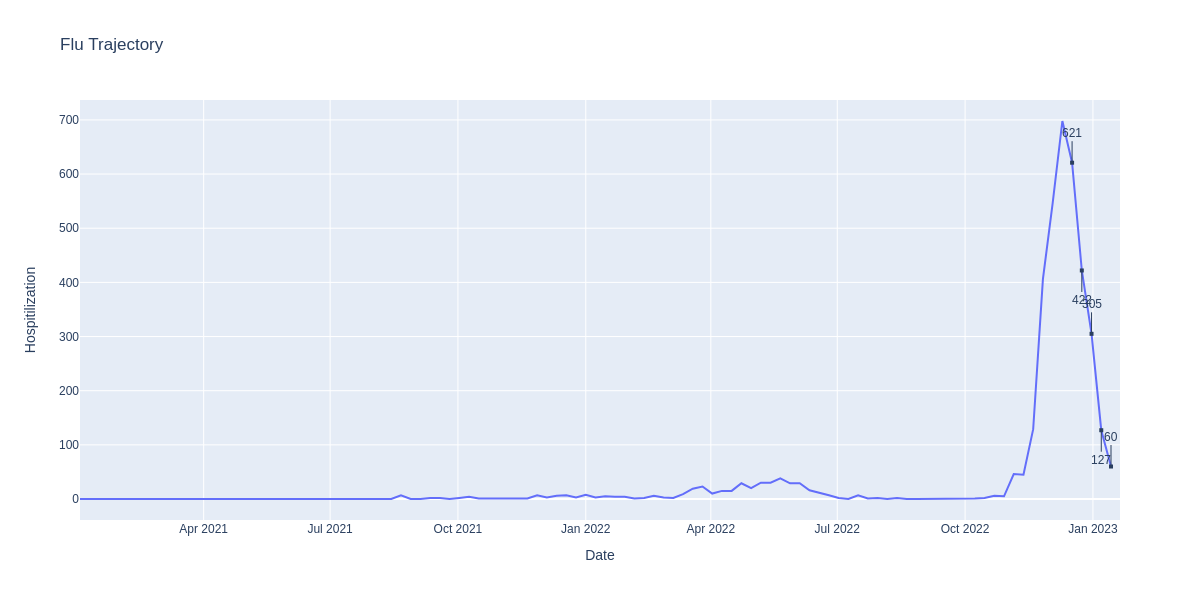 Flu Trajectory
Hospitilization
700
600
500
400
300
200
100
0
621
422
305
127
60
Apr 2021
Jul 2021
Oct 2021
Jan 2022
Apr 2022
Jul 2022
Oct 2022
Jan 2023
Date